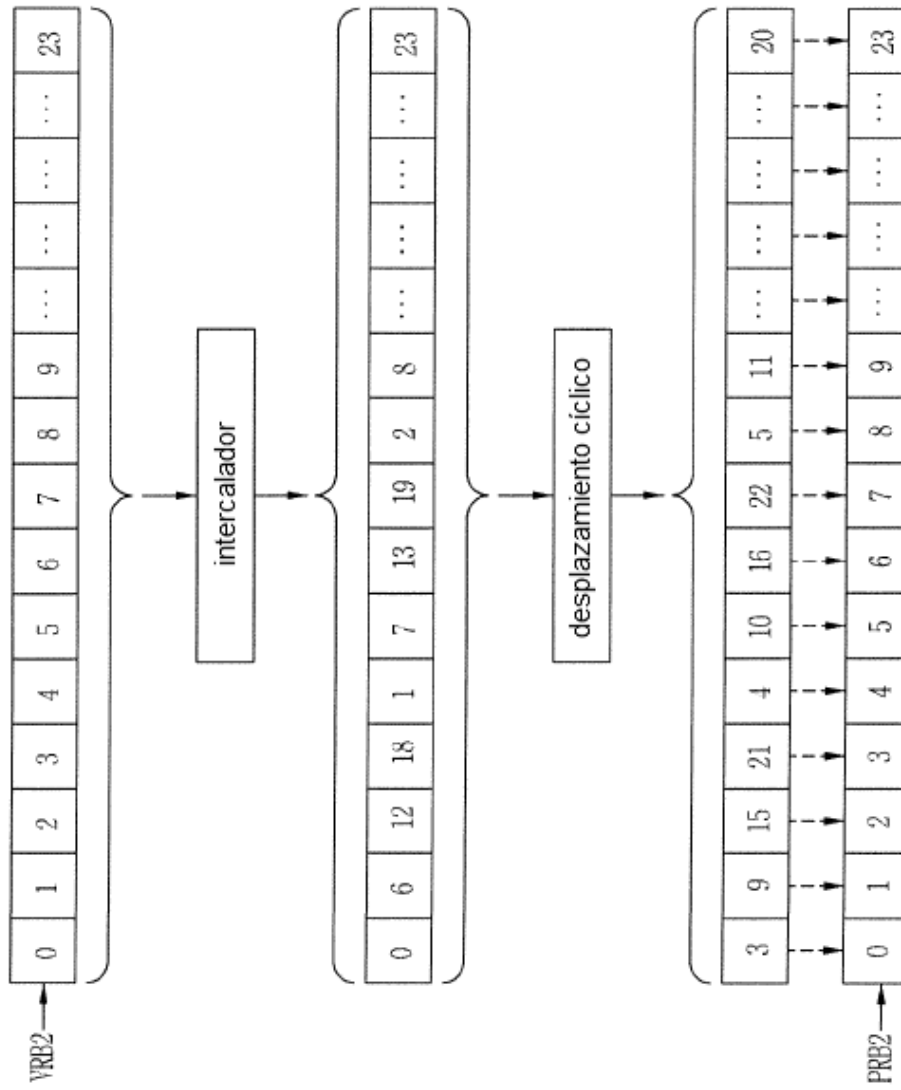 VRB2 0 1 2 3 4 5 6 7 8 9 ... ... ... ... 23
intercalador
0 6 12 18 1 7 13 19 2 8 ... ... ... ... 23
desplazamiento cíclico
3 9 15 21 4 10 16 22 5 11 ... ... ... ... 20
PRB2 0 1 2 3 4 5 6 7 8 9 ... ... ... ... 23